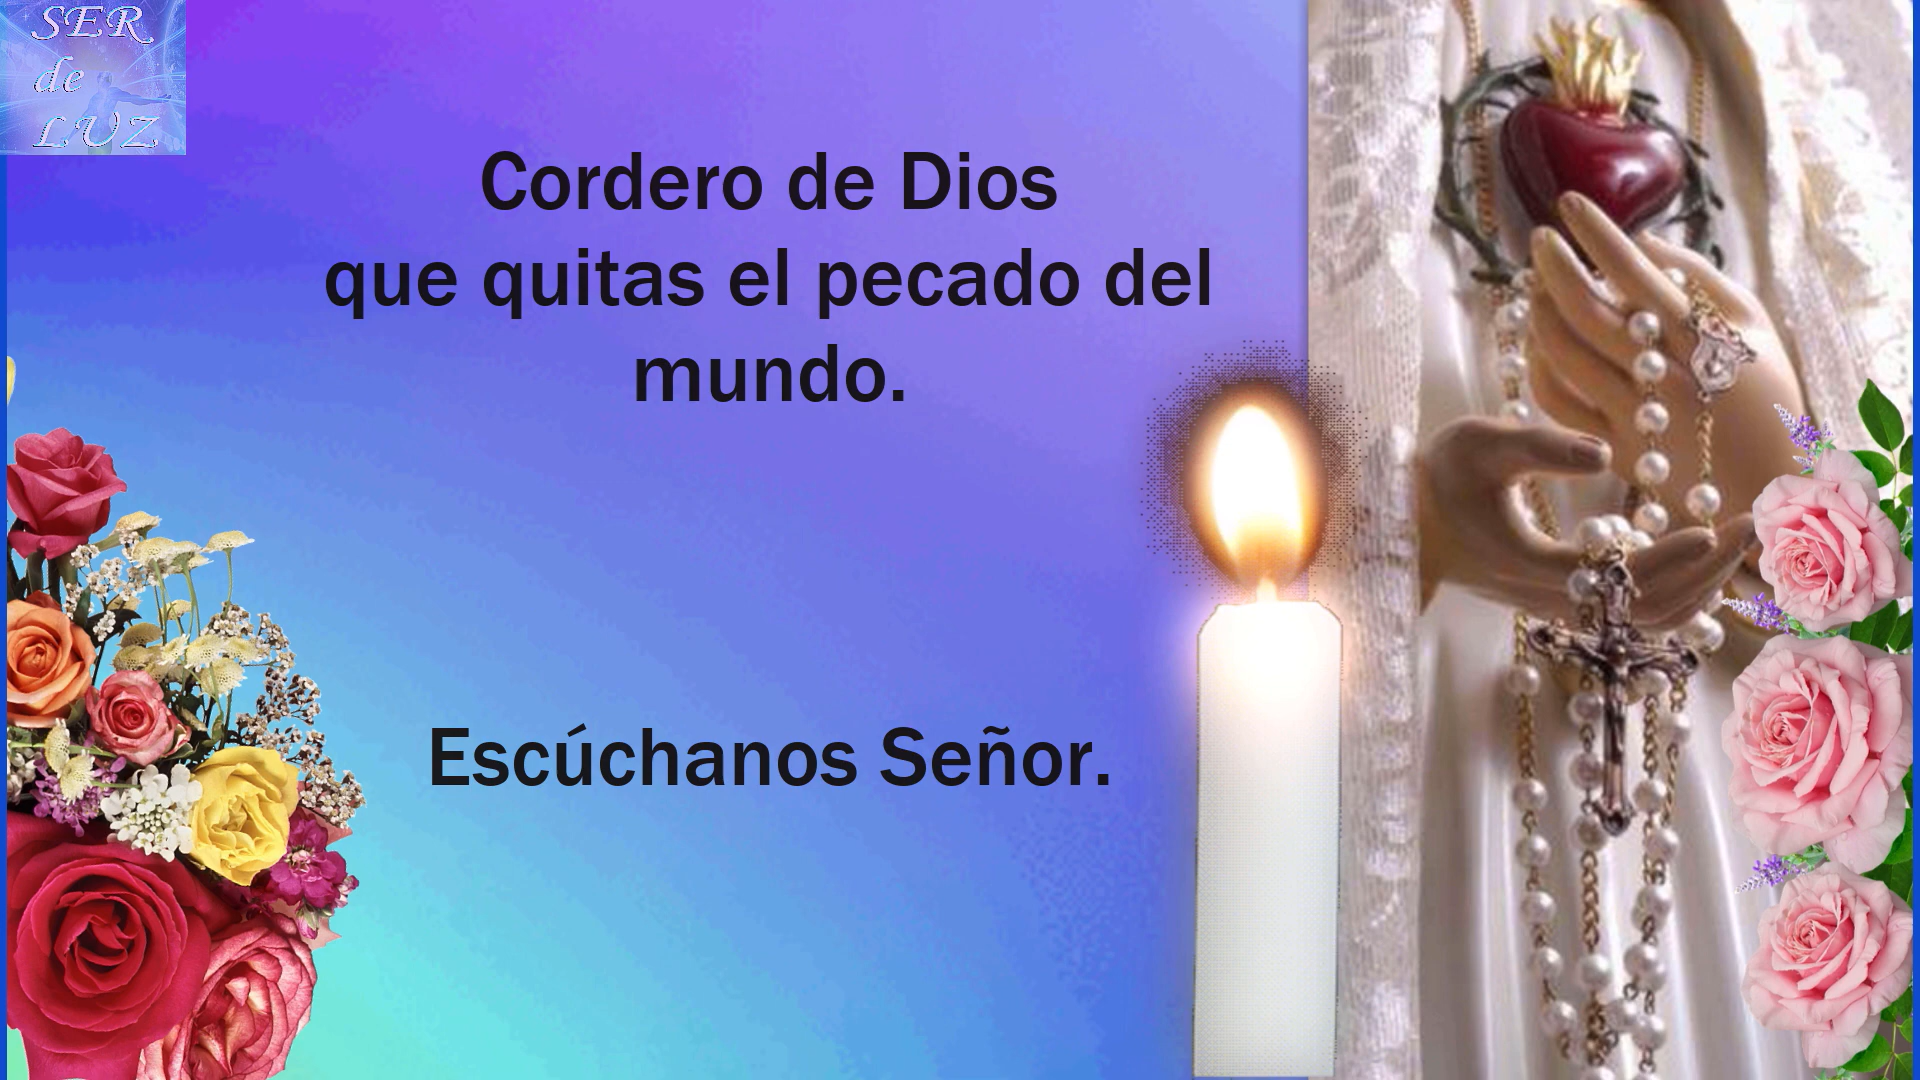 SER
de
LUZ
Cordero de Dios
que quitas el pecado del
mundo.
Escúchanos Señor.